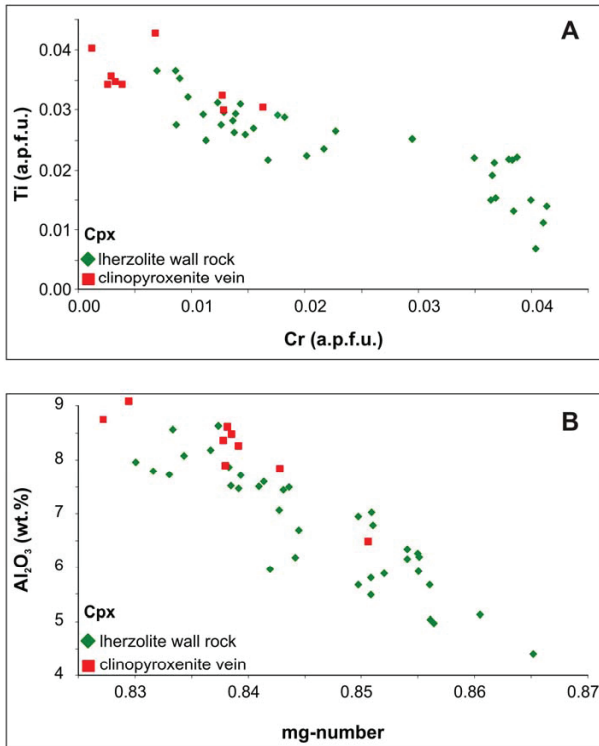 A
Ti (a.p.f.u.)
0.04
0.03
0.02
0.01
0.00
Cpx
lherzolite wall rock
clinopyroxenite vein
0.00
0.01
0.02
0.03
0.04
Cr (a.p.f.u.)
B
Al₂O₃ (wt.%)
9
8
7
6
5
4
Cpx
lherzolite wall rock
clinopyroxenite vein
0.83
0.84
0.85
0.86
0.87
mg-number